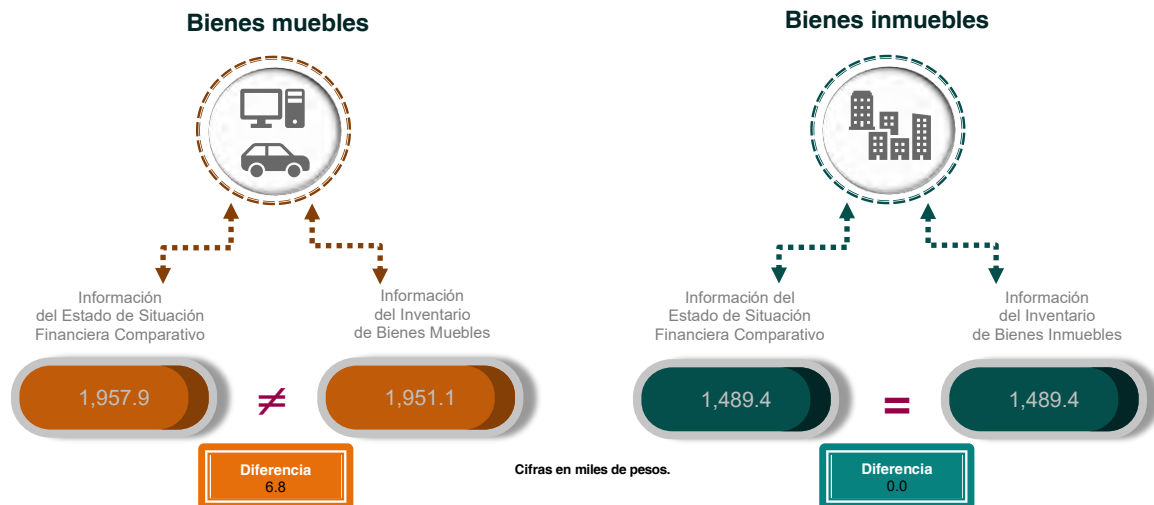 Bienes muebles
Información
del Estado de Situación
Financiera Comparativo
Información
del Inventario
de Bienes Muebles
1,957.9
≠
1,951.1
Diferencia
6.8
Cifras en miles de pesos.
Bienes inmuebles
Información del
Estado de Situación
Financiera Comparativo
Información
del Inventario
de Bienes Inmuebles
1,489.4
=
1,489.4
Diferencia
0.0